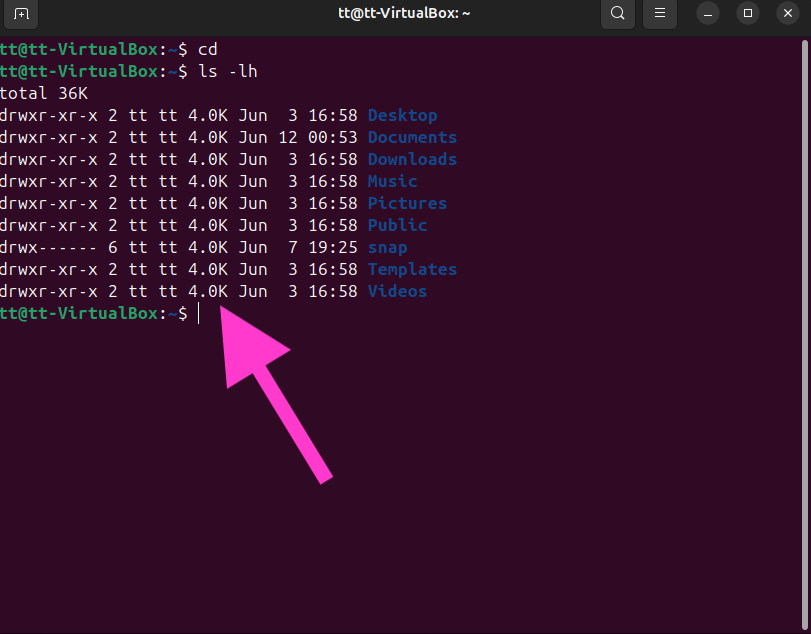 tt@tt-VirtualBox: ~
tt@tt-VirtualBox:~$ cd
tt@tt-VirtualBox:~$ ls -lh
total 36K
drwxr-xr-x 2 tt tt 4.0K Jun  3 16:58 Desktop
drwxr-xr-x 2 tt tt 4.0K Jun 12 00:53 Documents
drwxr-xr-x 2 tt tt 4.0K Jun  3 16:58 Downloads
drwxr-xr-x 2 tt tt 4.0K Jun  3 16:58 Music
drwxr-xr-x 2 tt tt 4.0K Jun  3 16:58 Pictures
drwxr-xr-x 2 tt tt 4.0K Jun  3 16:58 Public
drwx------ 6 tt tt 4.0K Jun  7 19:25 snap
drwxr-xr-x 2 tt tt 4.0K Jun  3 16:58 Templates
drwxr-xr-x 2 tt tt 4.0K Jun  3 16:58 Videos
tt@tt-VirtualBox:~$